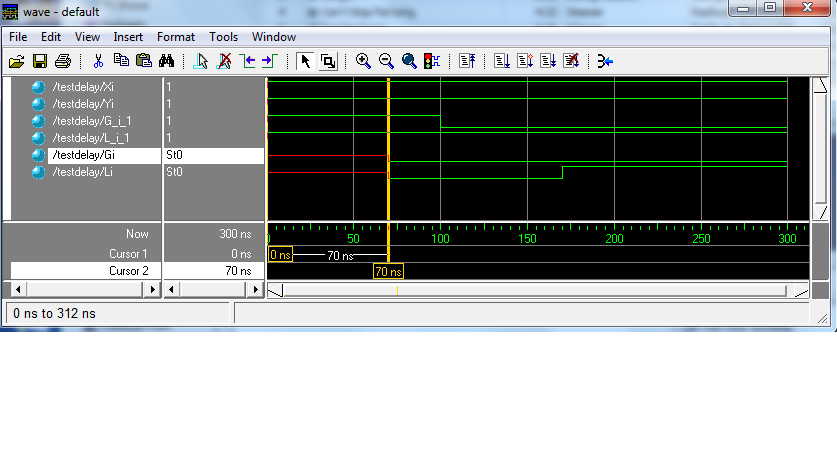 wave - default
File Edit View Insert Format Tools Window
/testdelay/Xi 1
/testdelay/Yi 1
/testdelay/G_i_1 1
/testdelay/L_i_1 1
/testdelay/Gi St0
/testdelay/Li St0
Now 300 ns 50 100 150 200 250 300
Cursor 1 0 ns 0 ns 70 ns
Cursor 2 70 ns 70 ns
0 ns to 312 ns